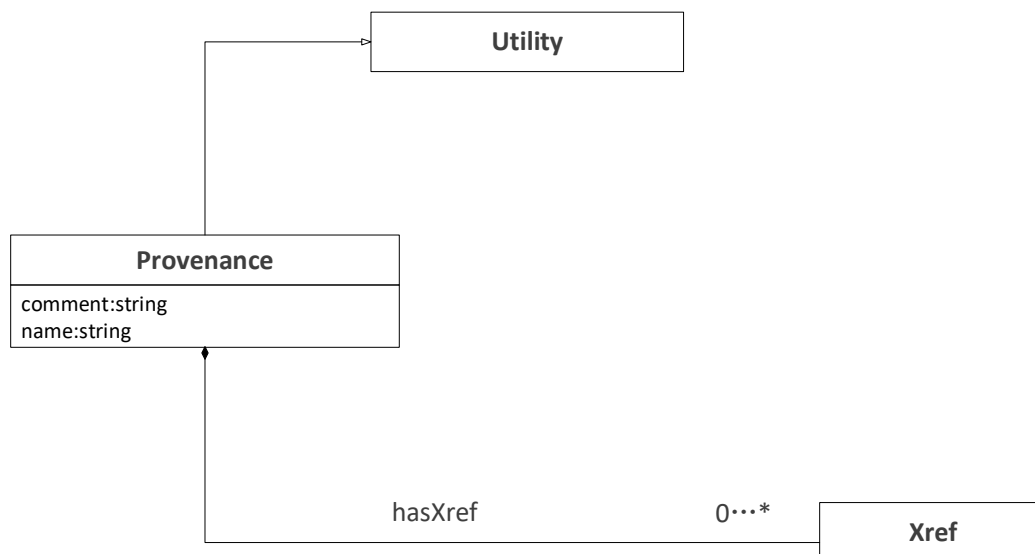 Utility
Provenance
comment:string
name:string
hasXref
0⋯*
Xref